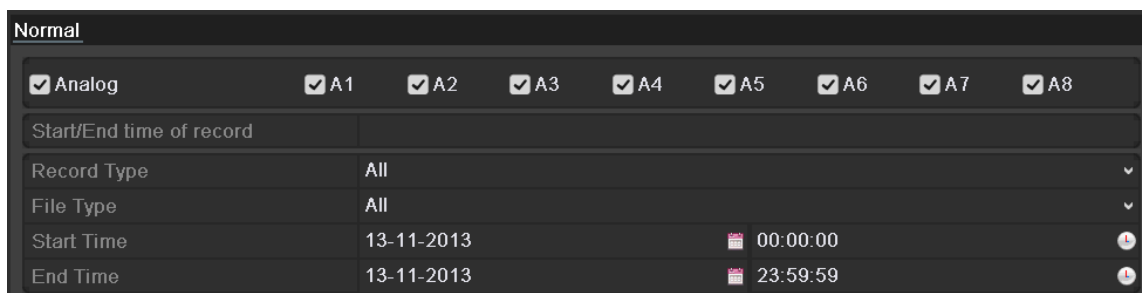 Normal
Analog A1 A2 A3 A4 A5 A6 A7 A8
Start/End time of record
Record Type All
File Type All
Start Time 13-11-2013 00:00:00
End Time 13-11-2013 23:59:59